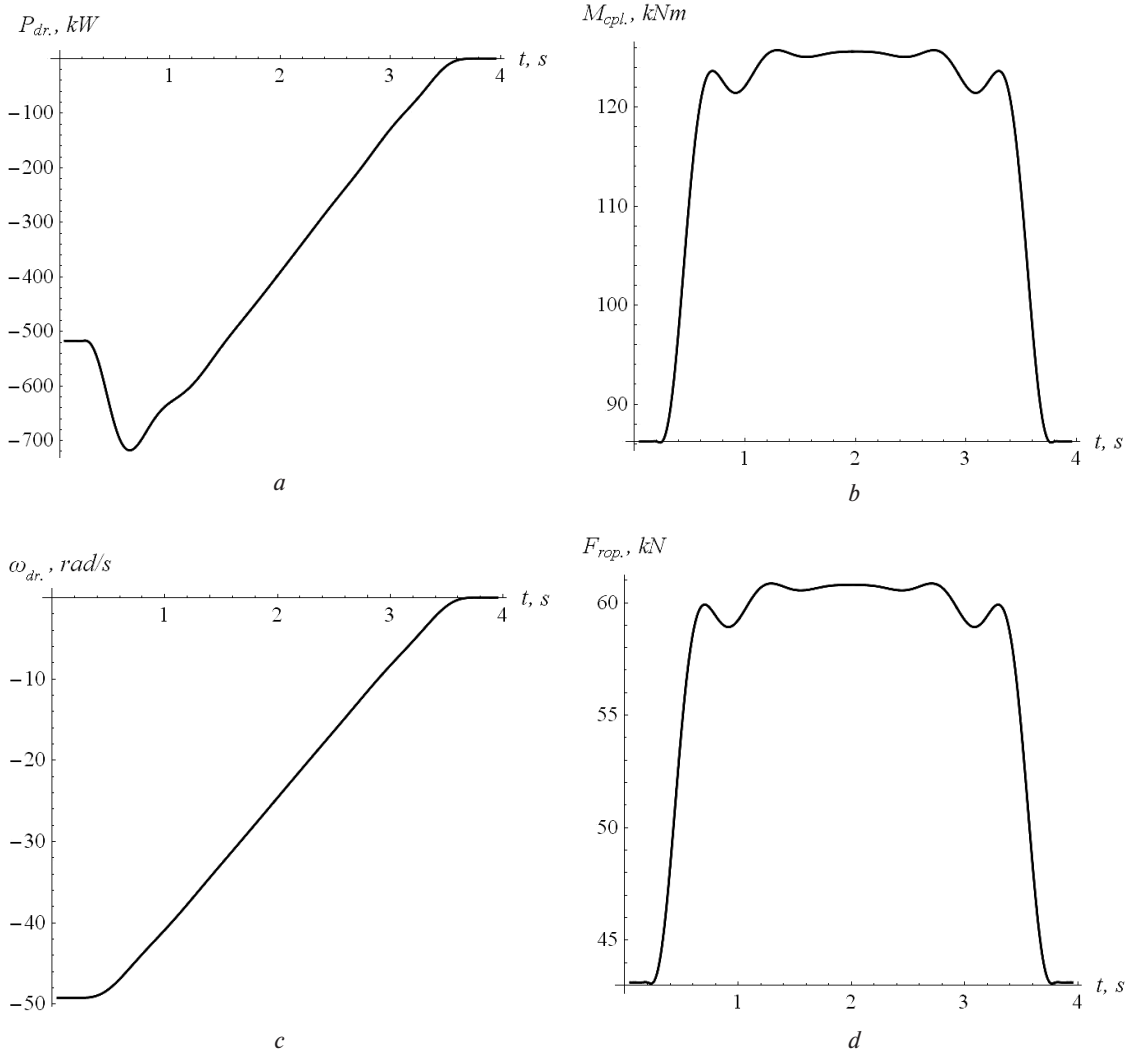 P_dr., kW
t, s
1 2 3 4
−100
−200
−300
−400
−500
−600
−700
a
M_cpl., kNm
120
110
100
90
t, s
1 2 3 4
b
ω_dr. , rad/s
t, s
1 2 3 4
−10
−20
−30
−40
−50
c
F_rop., kN
60
55
50
45
t, s
1 2 3 4
d